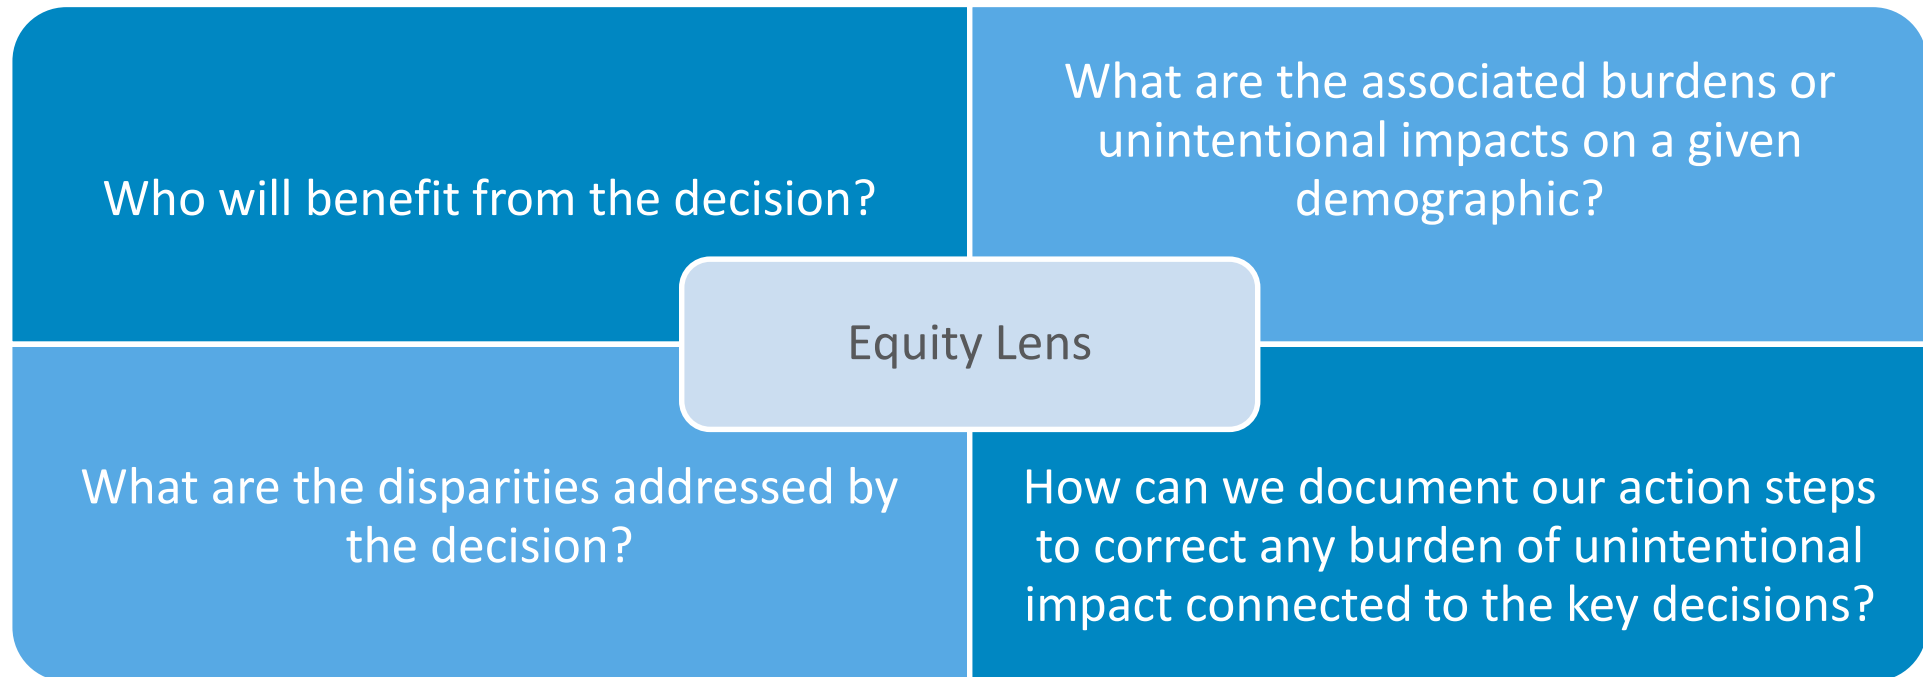 Who will benefit from the decision?
What are the associated burdens or
unintentional impacts on a given
demographic?
Equity Lens
What are the disparities addressed by
the decision?
How can we document our action steps
to correct any burden of unintentional
impact connected to the key decisions?